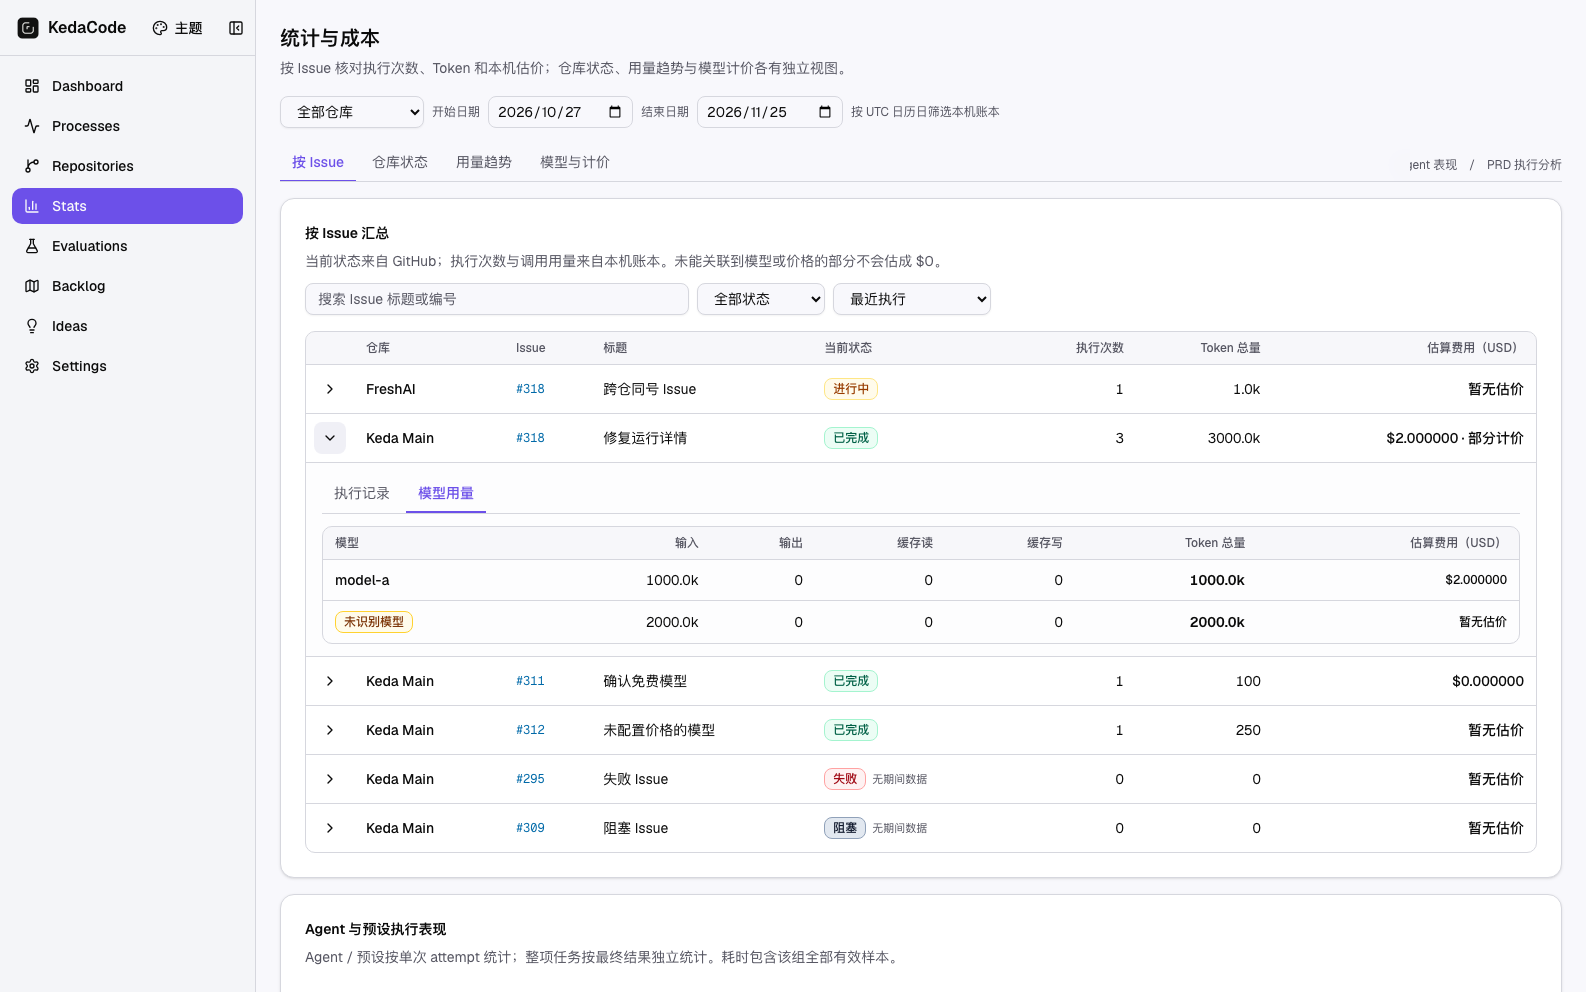 KedaCode 主题
Dashboard
Processes
Repositories
Stats
Evaluations
Backlog
Ideas
Settings
统计与成本
按 Issue 核对执行次数、Token 和本机估价；仓库状态、用量趋势与模型计价各有独立视图。
全部仓库 开始日期 2026/10/27 结束日期 2026/11/25 按 UTC 日历日筛选本机账本
按 Issue 仓库状态 用量趋势 模型与计价 gent 表现 / PRD 执行分析
按 Issue 汇总
当前状态来自 GitHub；执行次数与调用用量来自本机账本。未能关联到模型或价格的部分不会估成 $0。
搜索 Issue 标题或编号 全部状态 最近执行
仓库 Issue 标题 当前状态 执行次数 Token 总量 估算费用（USD）
FreshAI #318 跨仓同号 Issue 进行中 1 1.0k 暂无估价
Keda Main #318 修复运行详情 已完成 3 3000.0k $2.000000 · 部分计价
执行记录 模型用量
模型 输入 输出 缓存读 缓存写 Token 总量 估算费用（USD）
model-a 1000.0k 0 0 0 1000.0k $2.000000
未识别模型 2000.0k 0 0 0 2000.0k 暂无估价
Keda Main #311 确认免费模型 已完成 1 100 $0.000000
Keda Main #312 未配置价格的模型 已完成 1 250 暂无估价
Keda Main #295 失败 Issue 失败 无期间数据 0 0 暂无估价
Keda Main #309 阻塞 Issue 阻塞 无期间数据 0 0 暂无估价
Agent 与预设执行表现
Agent / 预设按单次 attempt 统计；整项任务按最终结果独立统计。耗时包含该组全部有效样本。